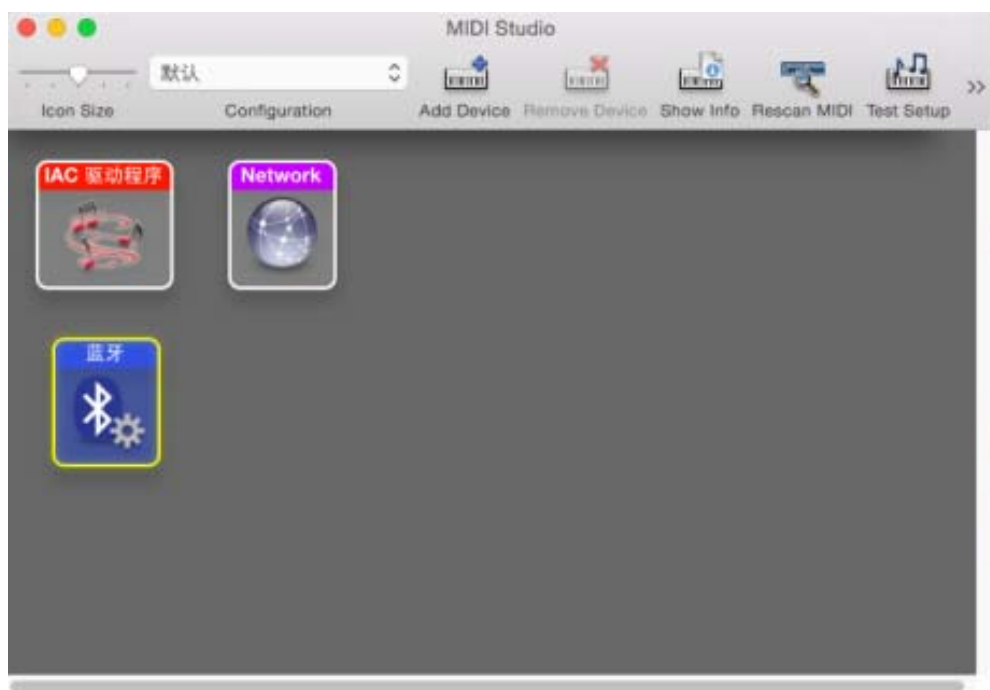 MIDI Studio
默认
Icon Size Configuration Add Device Remove Device Show Info Rescan MIDI Test Setup
IAC 驱动程序 Network
蓝牙